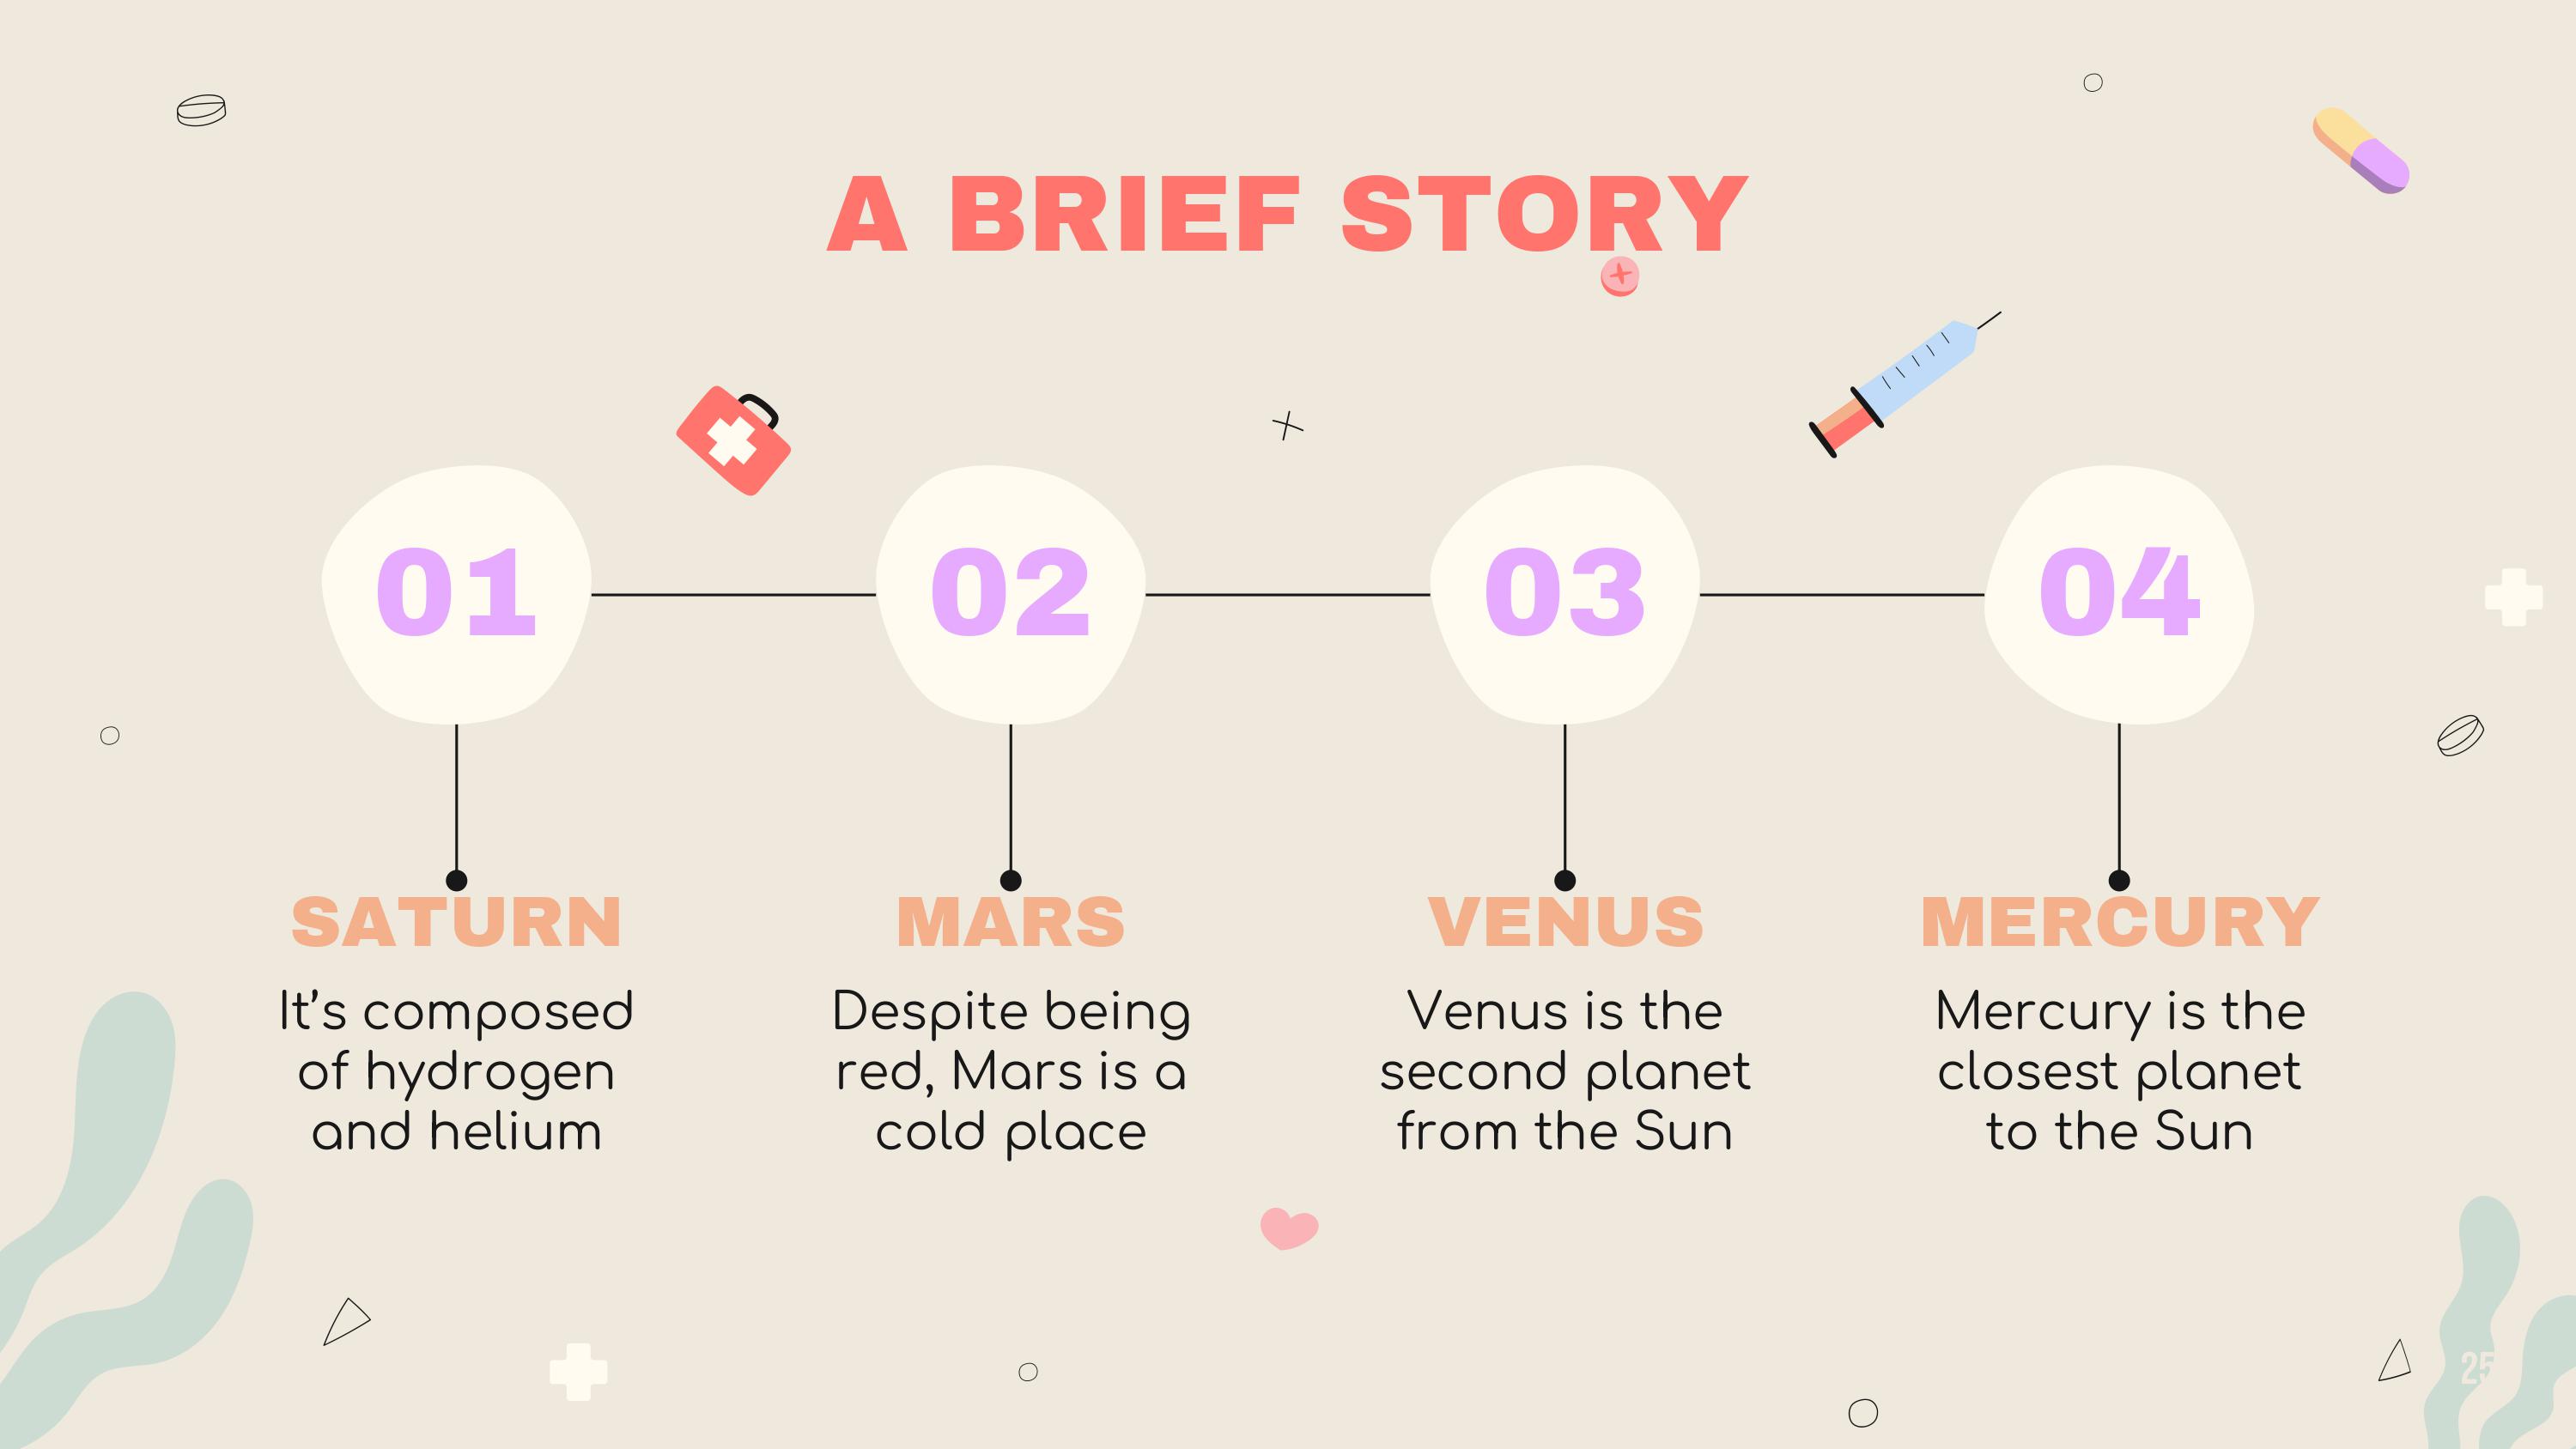 A BRIEF STORY
01
02
03
04
SATURN
It’s composed
of hydrogen
and helium
MARS
Despite being
red, Mars is a
cold place
VENUS
Venus is the
second planet
from the Sun
MERCURY
Mercury is the
closest planet
to the Sun
25